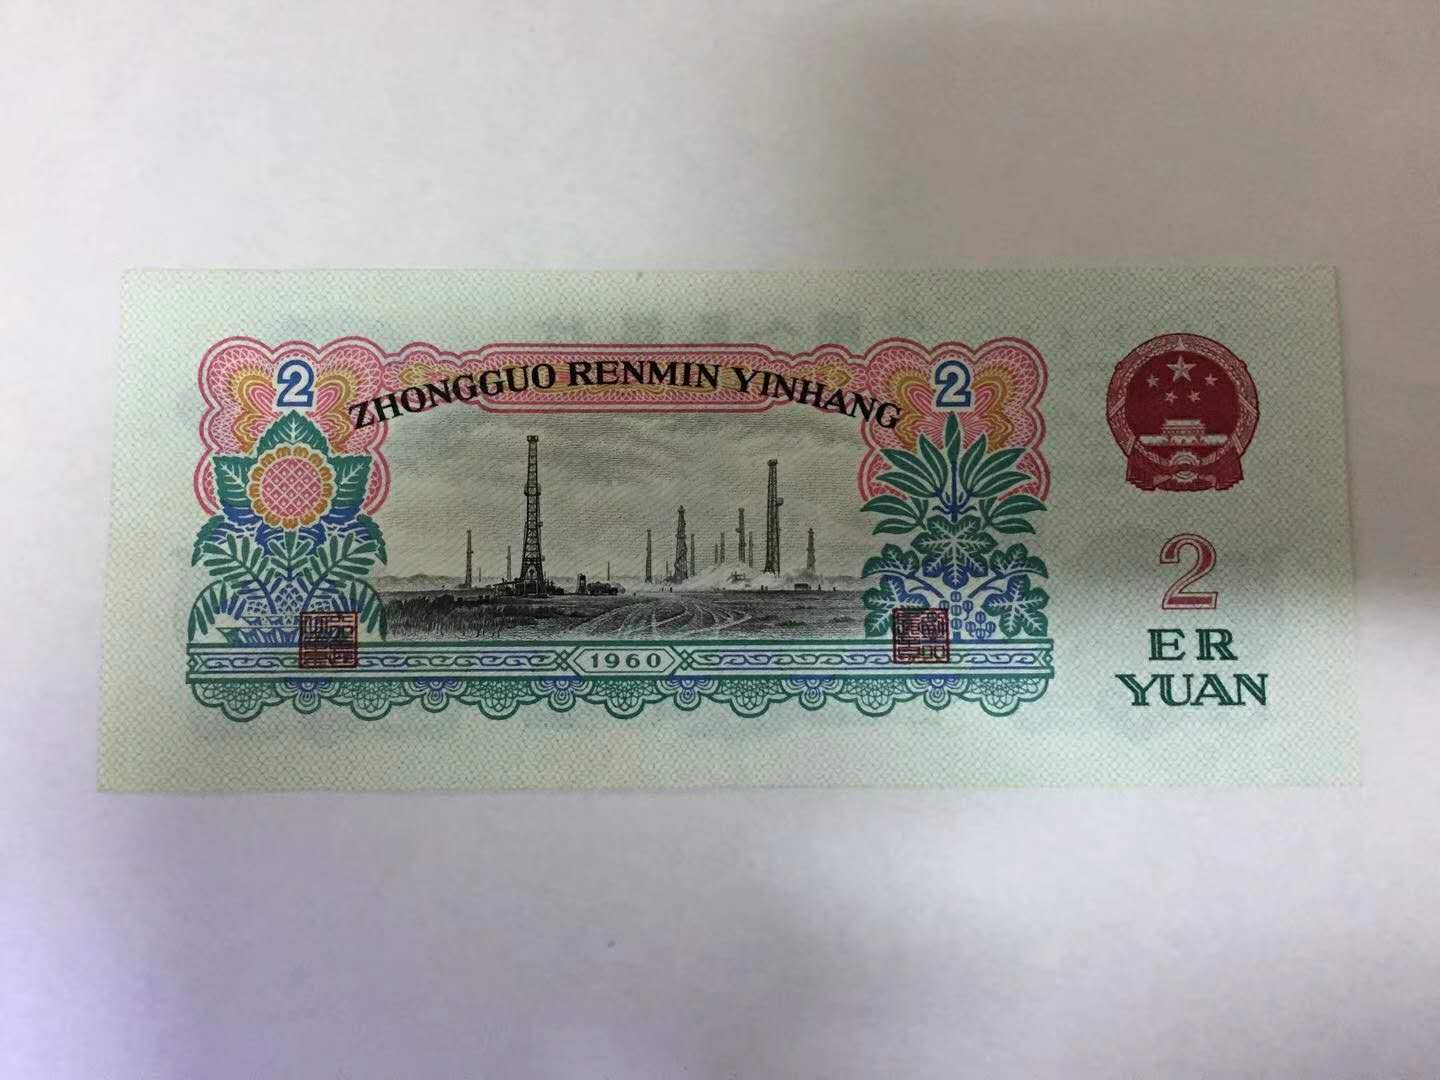 2
2
ZHONGGUO RENMIN YINHANG
1960
2
ER
YUAN